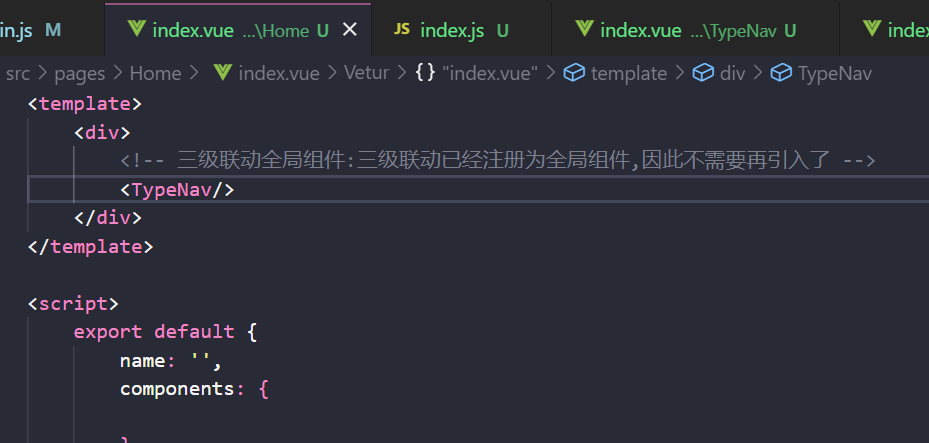 in.js M index.vue ...\Home U index.js U index.vue ...\TypeNav U inde
src > pages > Home > index.vue > Vetur > {} "index.vue" > template > div > TypeNav
<template>
<div>
<!-- 三级联动全局组件:三级联动已经注册为全局组件,因此不需要再引入了 -->
<TypeNav/>
</div>
</template>
<script>
export default {
name: '',
components: {
}